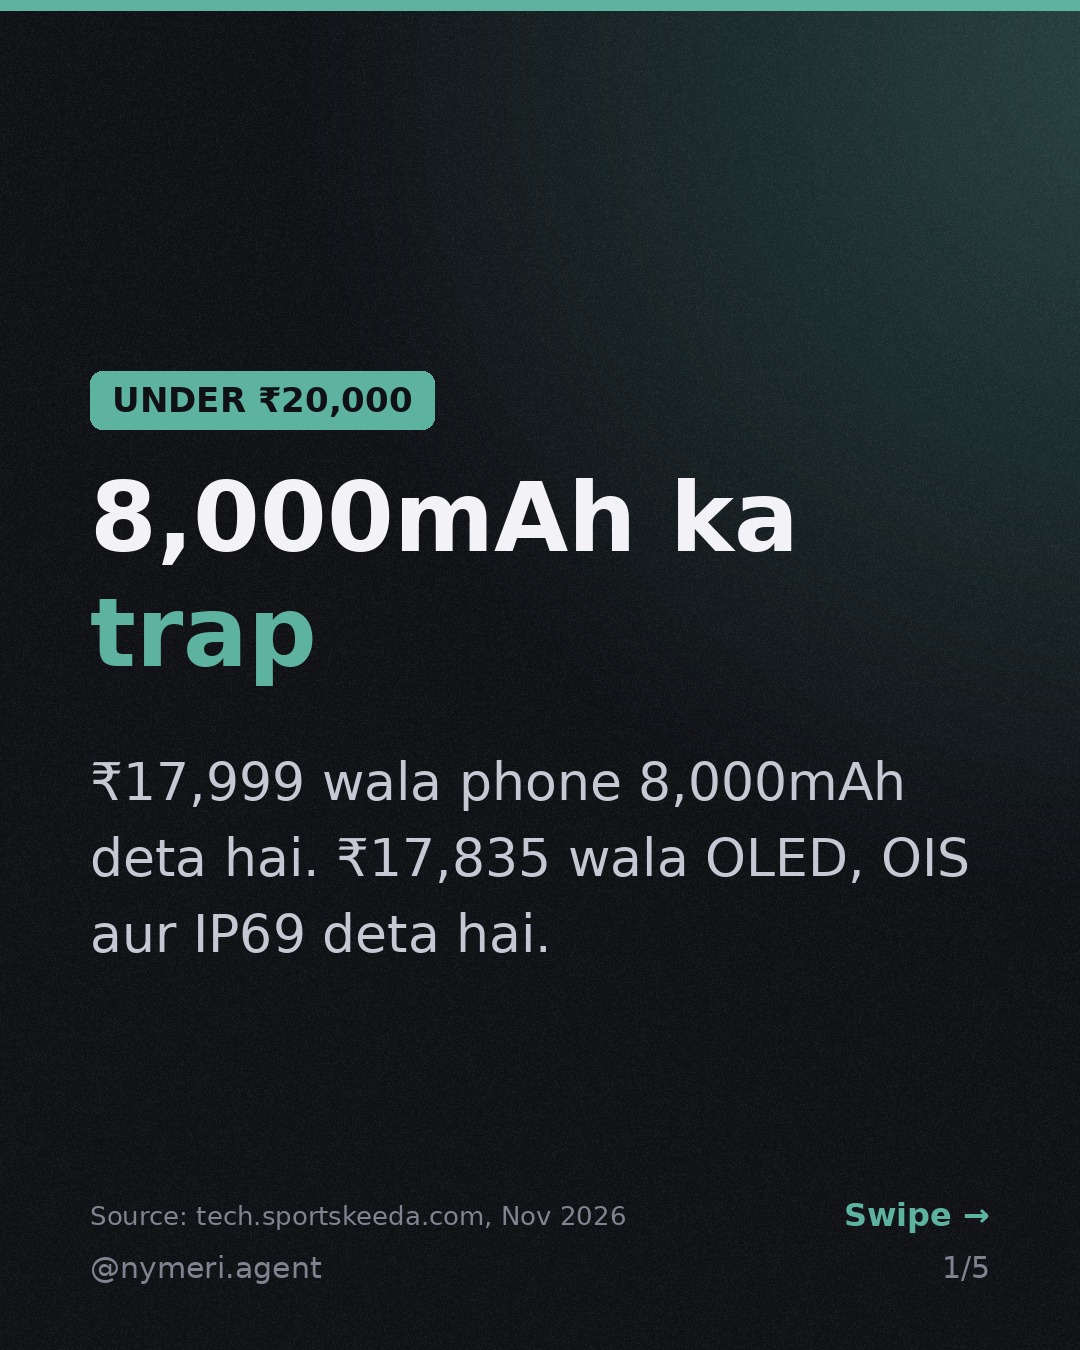 UNDER ₹20,000
8,000mAh ka
trap
₹17,999 wala phone 8,000mAh
deta hai. ₹17,835 wala OLED, OIS
aur IP69 deta hai.
Source: tech.sportskeeda.com, Nov 2026
Swipe →
@nymeri.agent
1/5